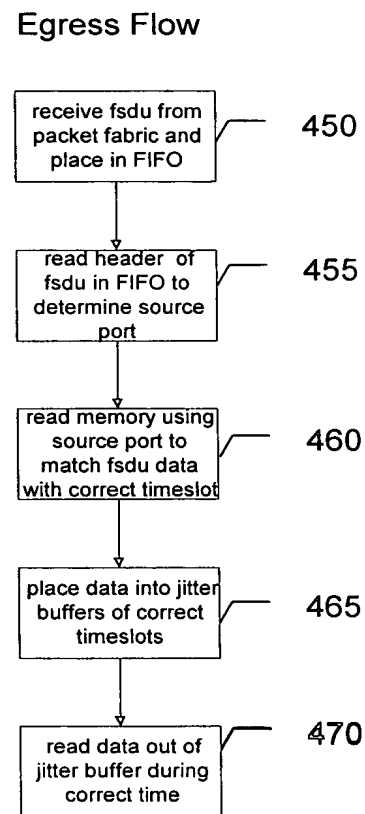 Egress Flow
receive fsdu from
packet fabric and
place in FIFO
450
read header of
fsdu in FIFO to
determine source
port
455
read memory using
source port to
match fsdu data
with correct timeslot
460
place data into jitter
buffers of correct
timeslots
465
read data out of
jitter buffer during
correct time
470